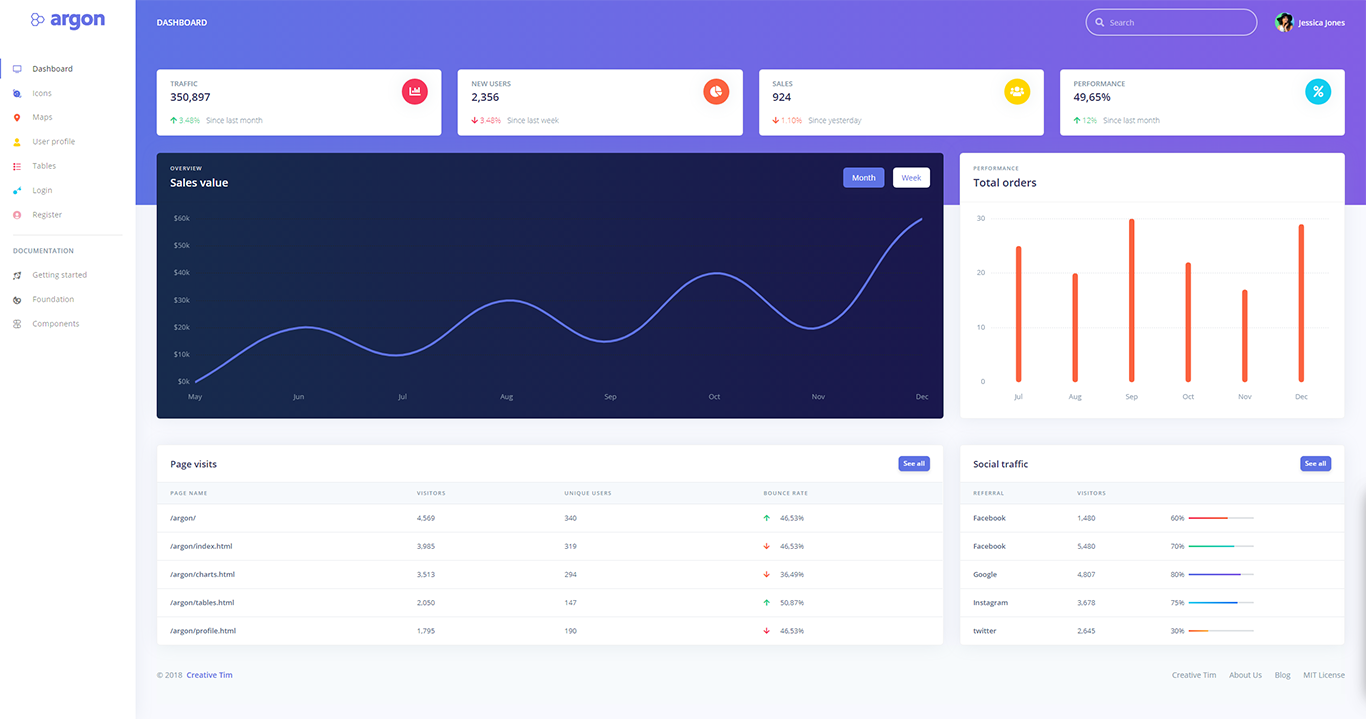 argon
Dashboard
Icons
Maps
User profile
Tables
Login
Register
DOCUMENTATION
Getting started
Foundation
Components
DASHBOARD
Search
Jessica Jones
TRAFFIC
350,897
3.48% Since last month
NEW USERS
2,356
3.48% Since last week
SALES
924
1.10% Since yesterday
PERFORMANCE
49,65%
12% Since last month
OVERVIEW
Sales value
Month Week
$60k
$50k
$40k
$30k
$20k
$10k
$0k
May Jun Jul Aug Sep Oct Nov Dec
PERFORMANCE
Total orders
30
20
10
0
Jul Aug Sep Oct Nov Dec
Page visits See all
PAGE NAME VISITORS UNIQUE USERS BOUNCE RATE
/argon/ 4,569 340 46,53%
/argon/index.html 3,985 319 46,53%
/argon/charts.html 3,513 294 36,49%
/argon/tables.html 2,050 147 50,87%
/argon/profile.html 1,795 190 46,53%
Social traffic See all
REFERRAL VISITORS
Facebook 1,480 60%
Facebook 5,480 70%
Google 4,807 80%
Instagram 3,678 75%
twitter 2,645 30%
© 2018 Creative Tim
Creative Tim About Us Blog MIT License